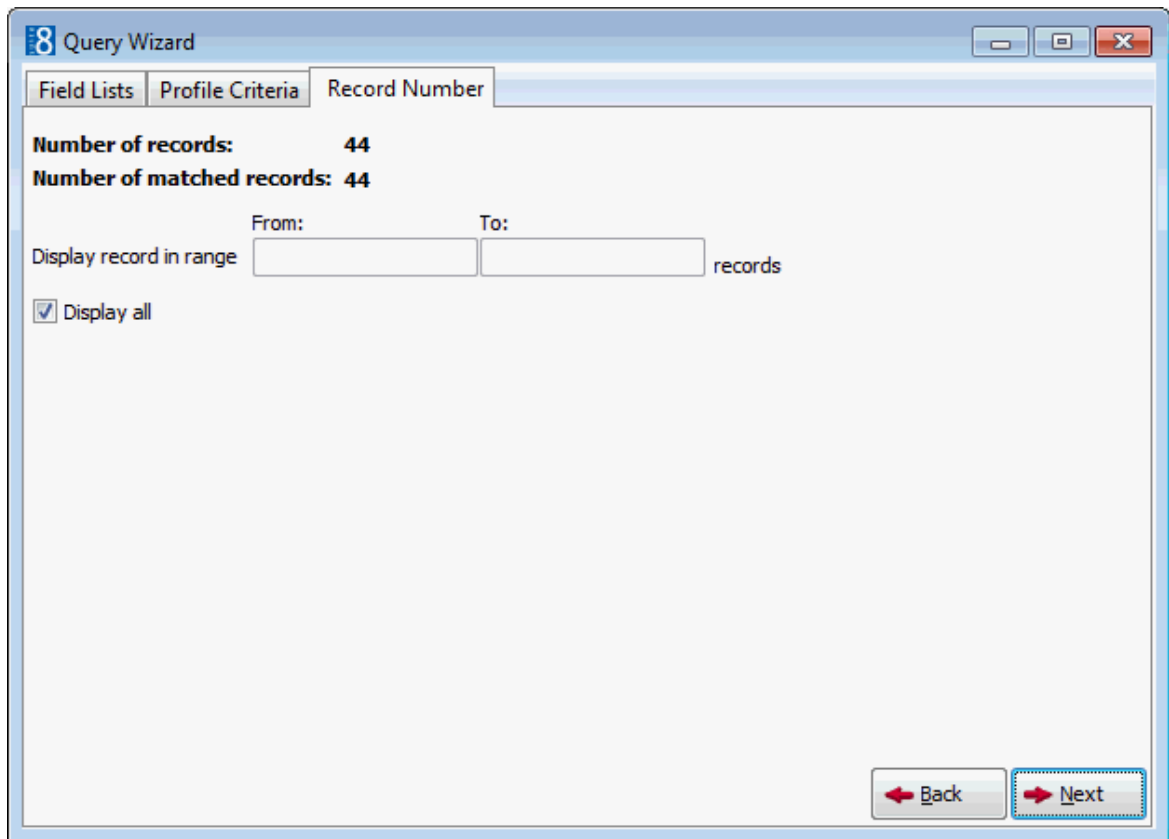 8 Query Wizard
Field Lists Profile Criteria Record Number
Number of records: 44
Number of matched records: 44
From: To:
Display record in range records
Display all
Back Next